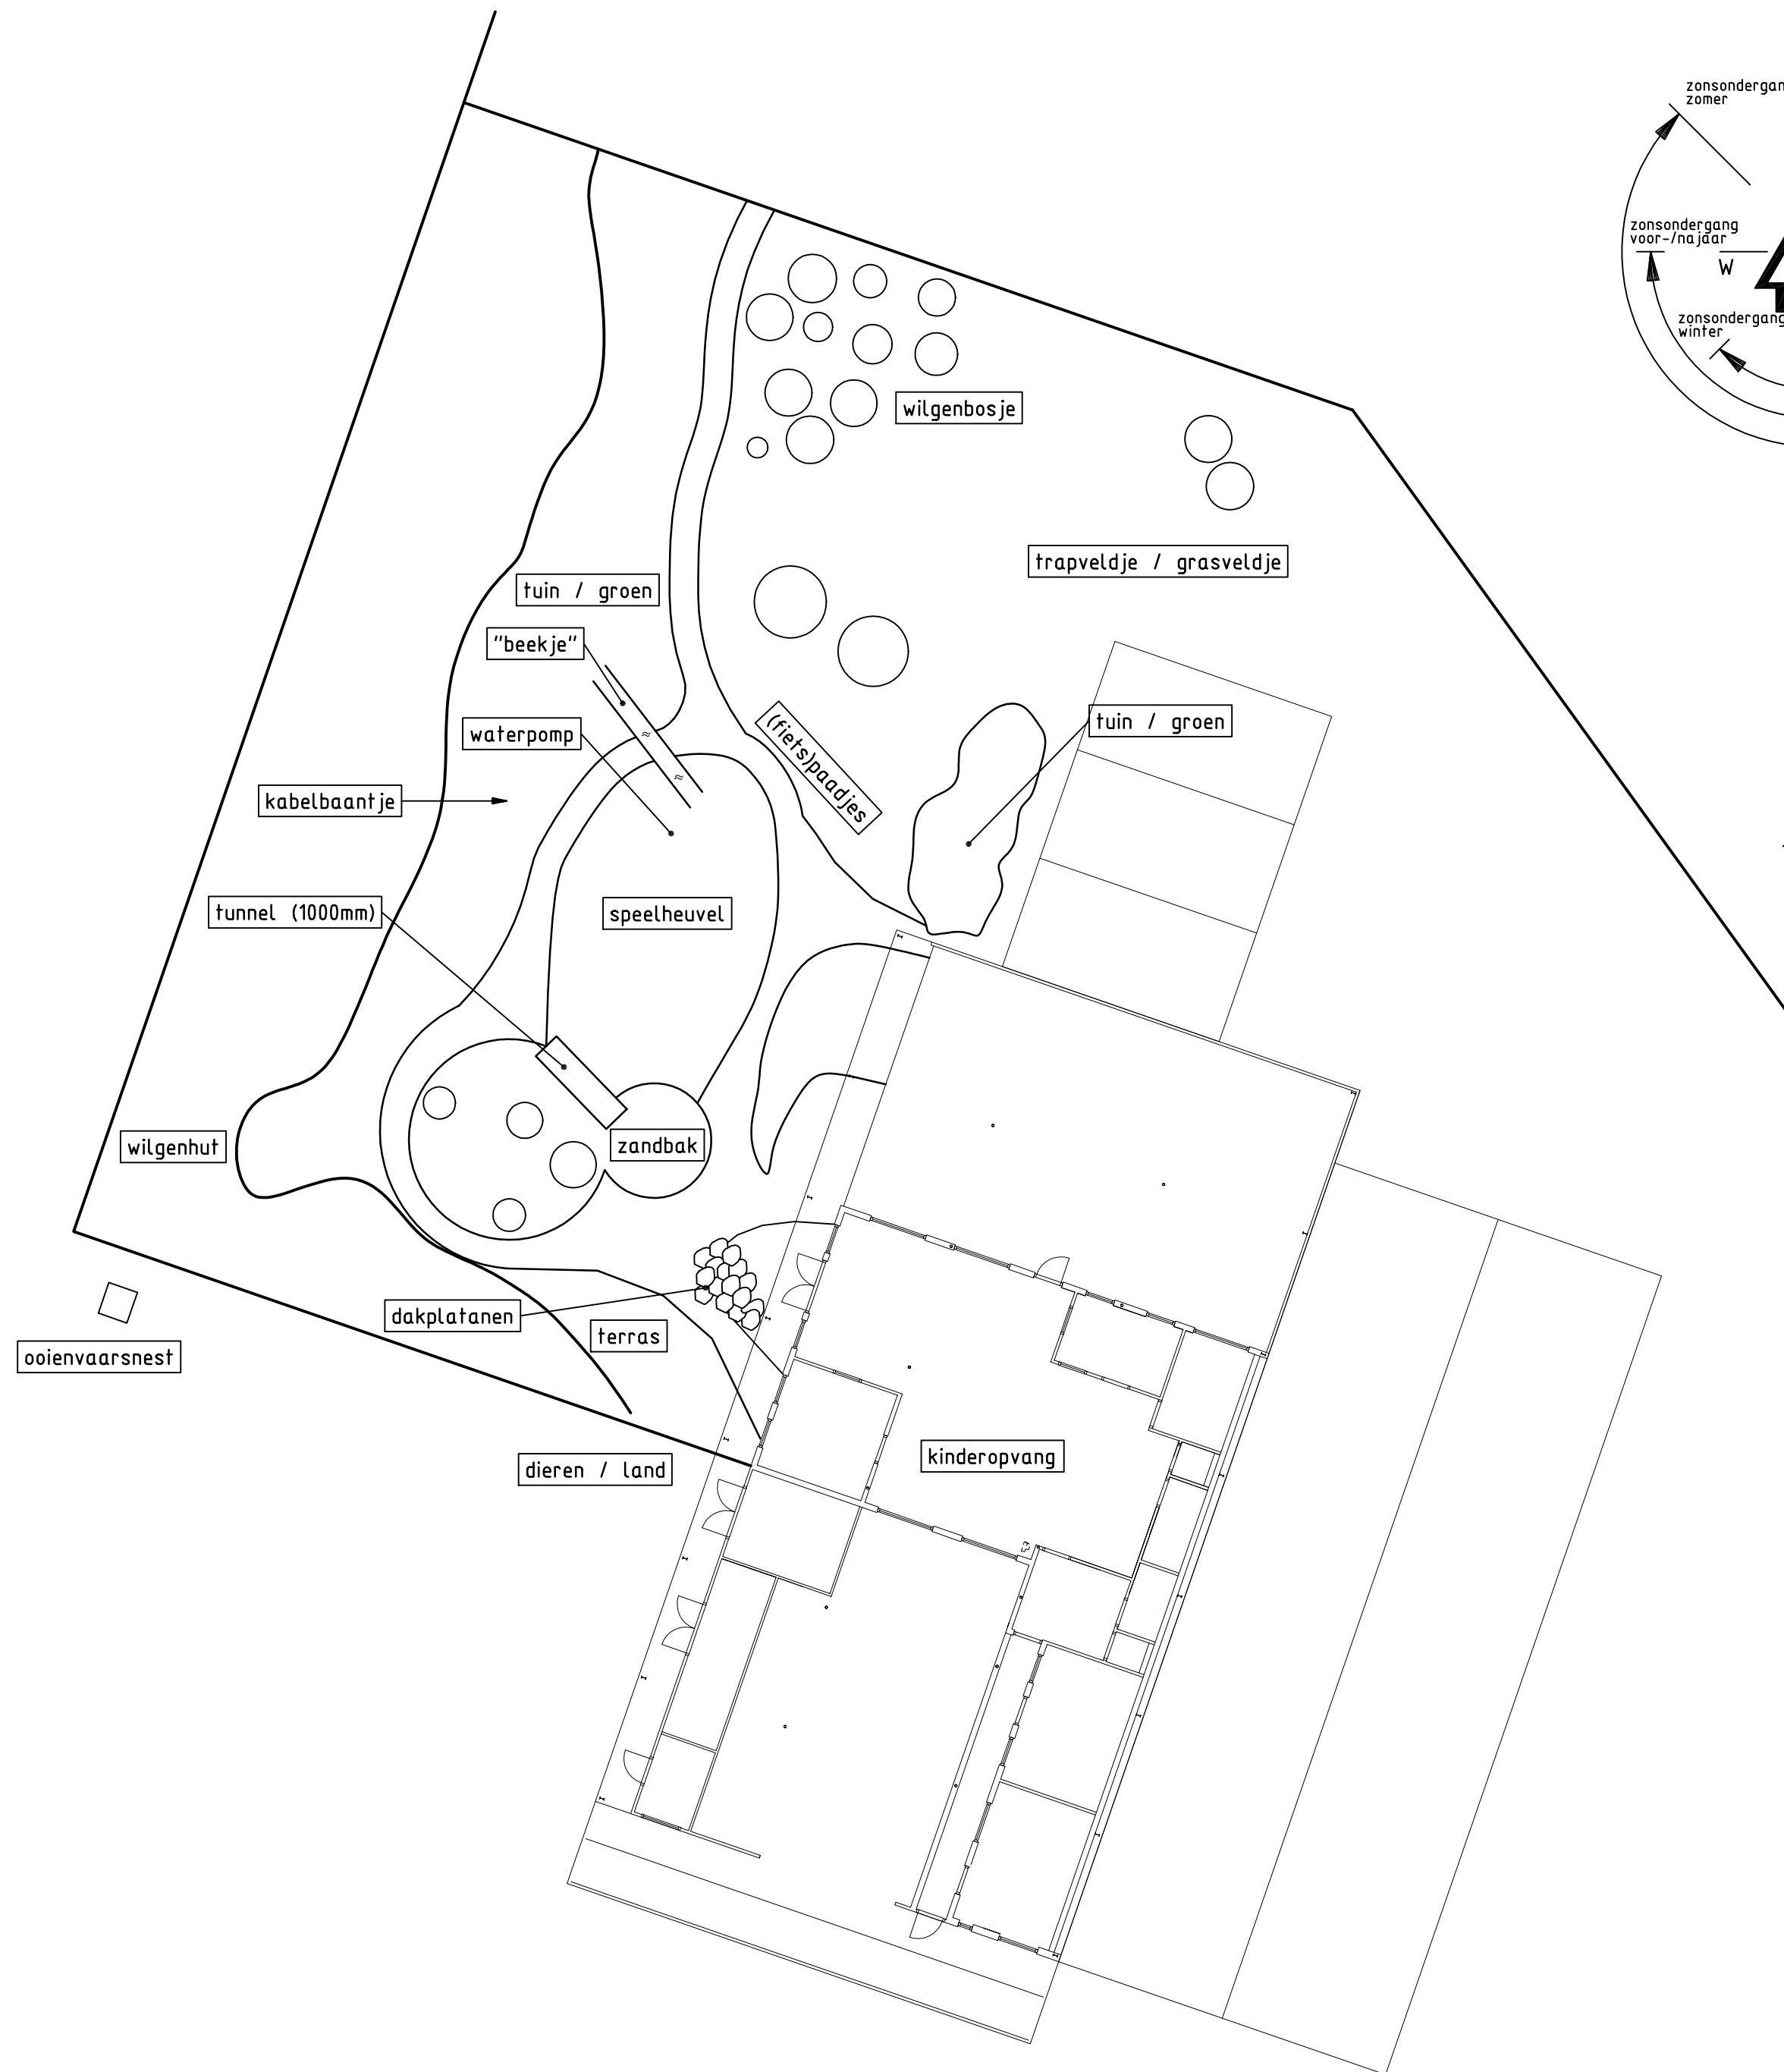 zonsondergan
zomer
zonsondergang
voor-/najaar
W
zonsondergang
winter
wilgenbosje
trapveldje / grasveldje
tuin / groen
"beekje"
waterpomp
(fiets)paadjes
tuin / groen
kabelbaantje
tunnel (1000mm)
speelheuvel
wilgenhut
zandbak
dakplatanen
terras
ooienvaarsnest
kinderopvang
dieren / land